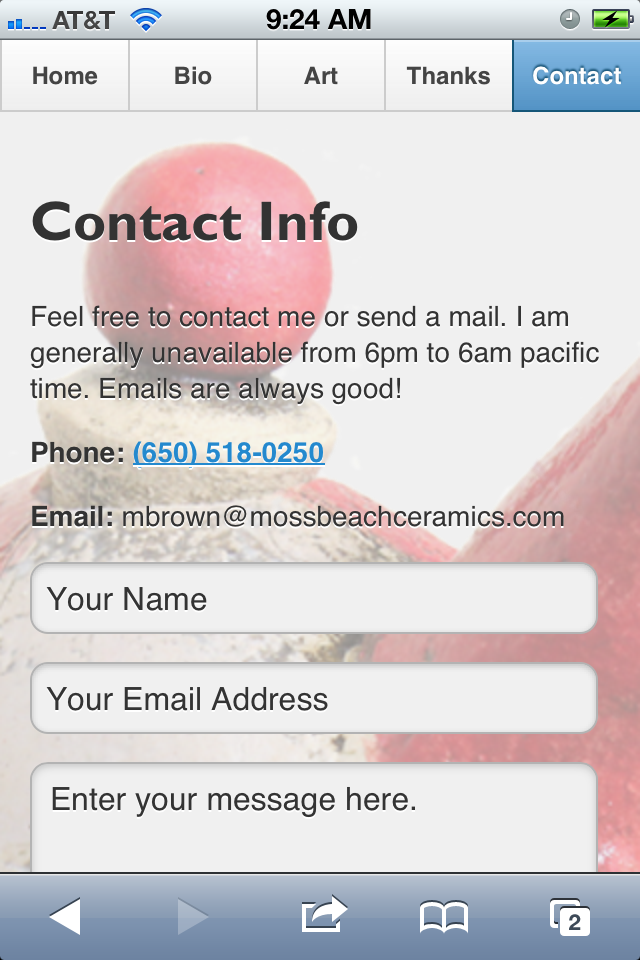 AT&T 9:24 AM
Home Bio Art Thanks Contact
Contact Info
Feel free to contact me or send a mail. I am
generally unavailable from 6pm to 6am pacific
time. Emails are always good!
Phone: (650) 518-0250
Email: mbrown@mossbeachceramics.com
Your Name
Your Email Address
Enter your message here.
2